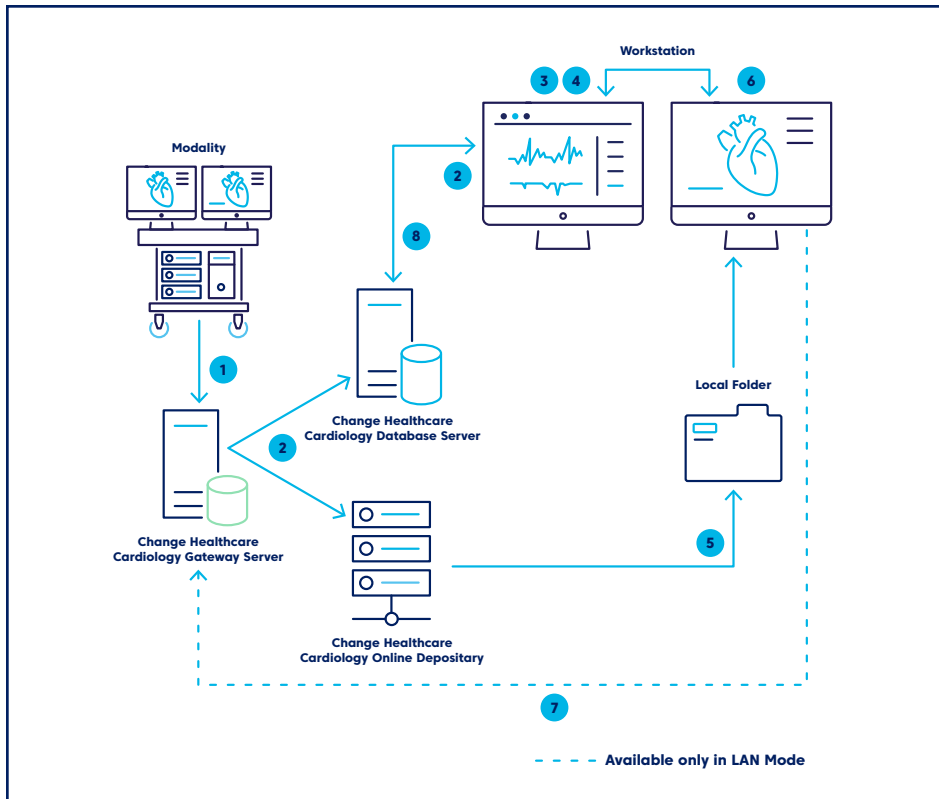 Workstation
3
4
6
Modality
2
8
1
Local Folder
Change Healthcare
Cardiology Database Server
2
5
Change Healthcare
Cardiology Gateway Server
Change Healthcare
Cardiology Online Depositary
7
Available only in LAN Mode